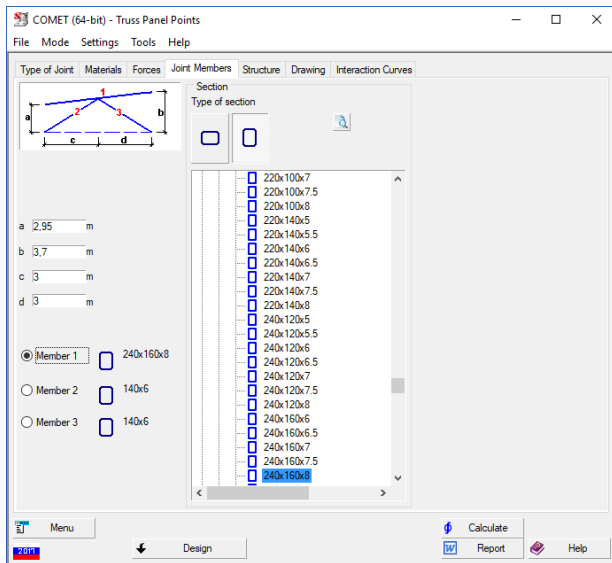 COMET (64-bit) - Truss Panel Points
File Mode Settings Tools Help
Type of Joint Materials Forces Joint Members Structure Drawing Interaction Curves
1
2
3
a
b
c
d
Section
Type of section
a 2,95 m
b 3,7 m
c 3 m
d 3 m
Member 1 240x160x8
Member 2 140x6
Member 3 140x6
220x100x7
220x100x7.5
220x100x8
220x140x5
220x140x5.5
220x140x6
220x140x6.5
220x140x7
220x140x7.5
220x140x8
240x120x5
240x120x5.5
240x120x6
240x120x6.5
240x120x7
240x120x7.5
240x120x8
240x160x6
240x160x6.5
240x160x7
240x160x7.5
240x160x8
Menu
Calculate
2017
Design
W Report
Help